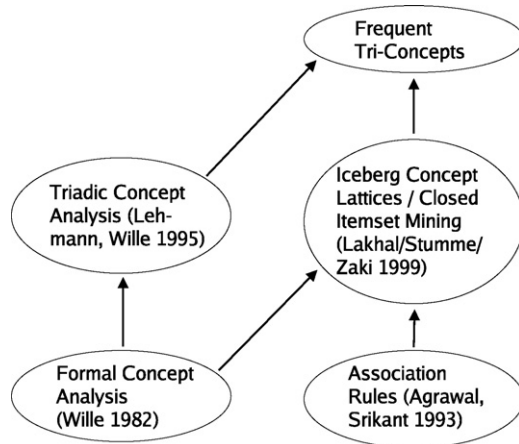 Frequent
Tri-Concepts
Triadic Concept
Analysis (Leh-
mann, Wille 1995)
Iceberg Concept
Lattices / Closed
Itemset Mining
(Lakhal/Stumme/
Zaki 1999)
Formal Concept
Analysis
(Wille 1982)
Association
Rules (Agrawal,
Srikant 1993)